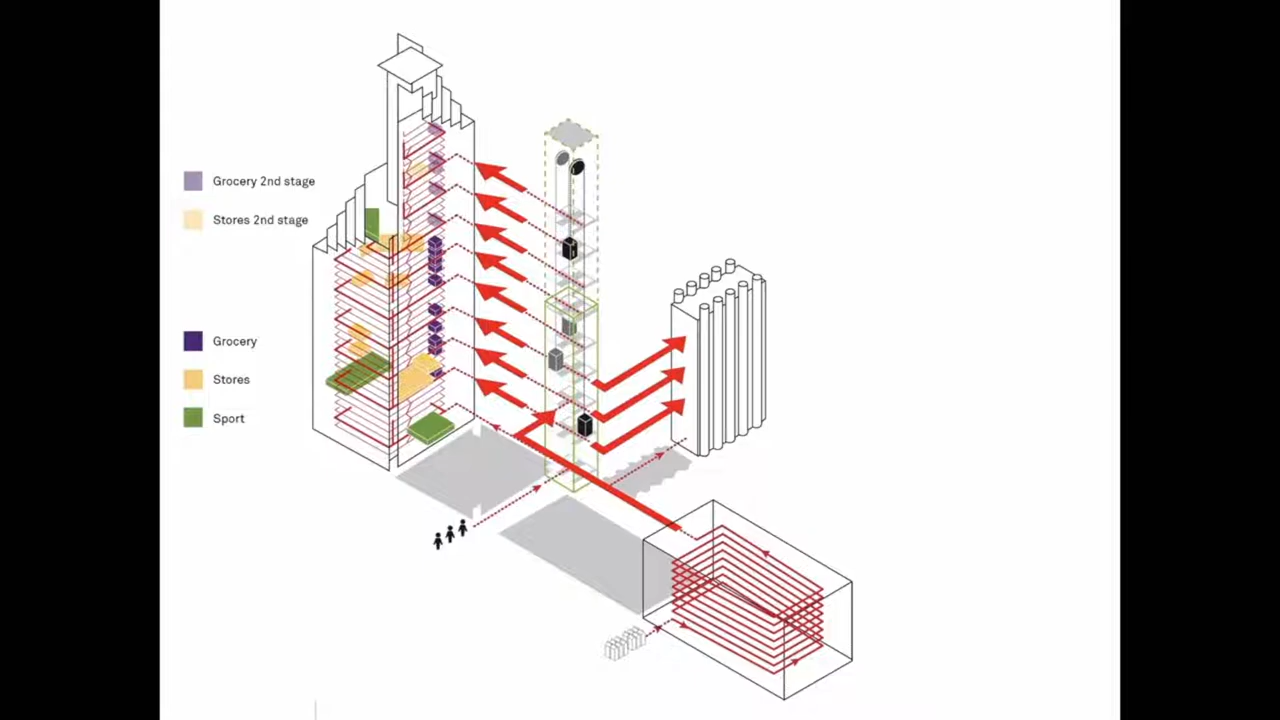 Grocery 2nd stage
Stores 2nd stage
Grocery
Stores
Sport